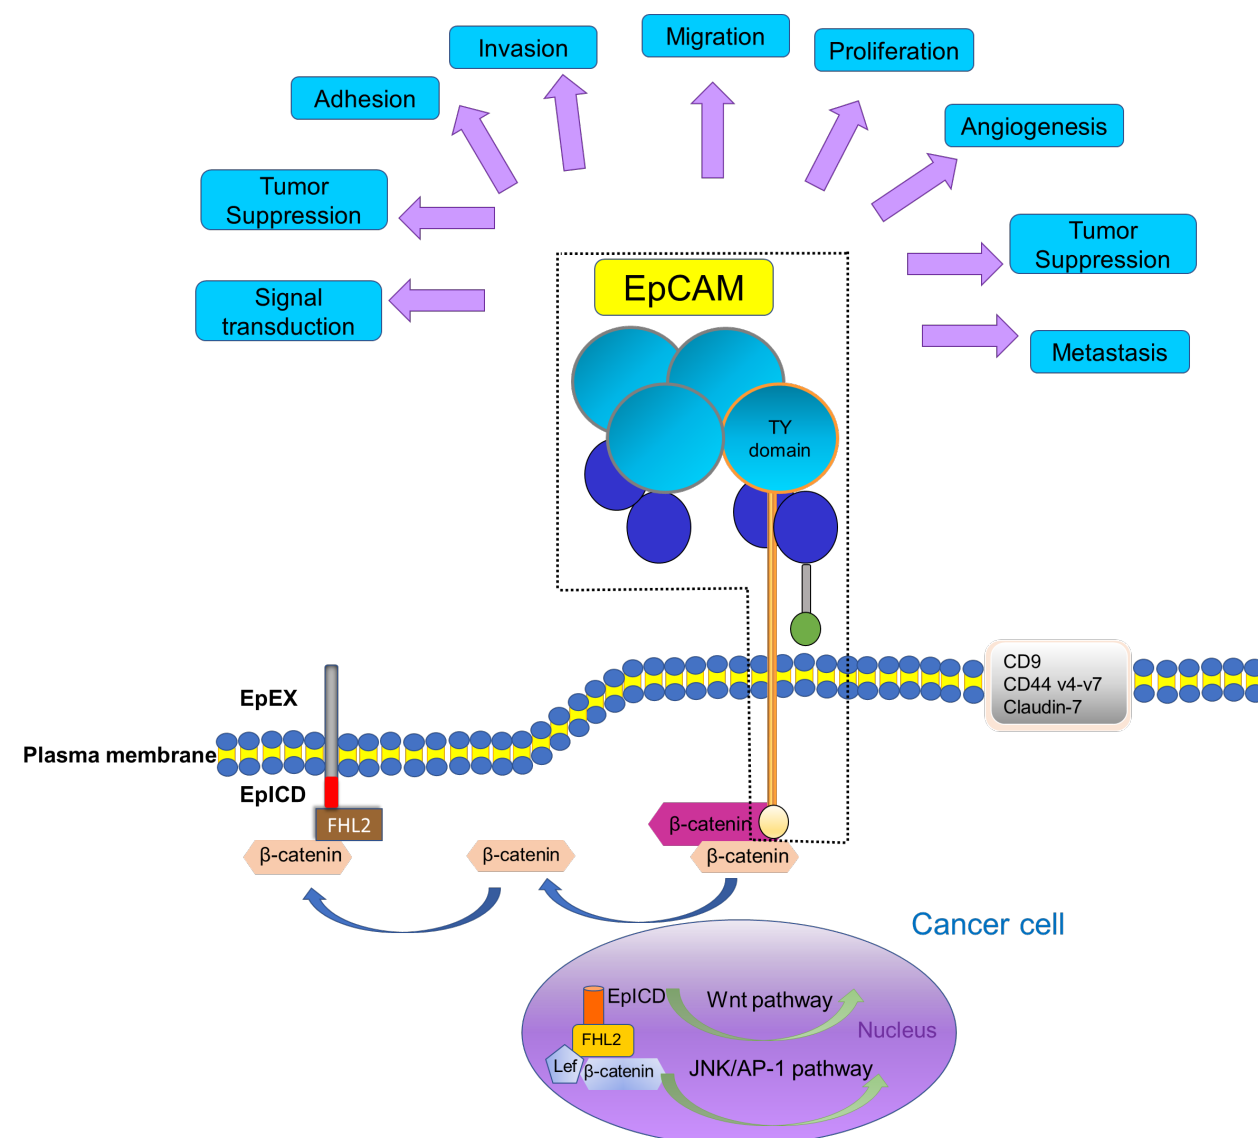 Migration
Invasion
Proliferation
Adhesion
Angiogenesis
Tumor
Suppression
Tumor
Suppression
Signal
transduction
EpCAM
Metastasis
TY
domain
CD9
CD44 v4-v7
Claudin-7
EpEX
Plasma membrane
EpICD
FHL2
β-catenin
β-catenin
β-catenin
β-catenin
Cancer cell
EpICD
Wnt pathway
Nucleus
FHL2
Lef
β-catenin
JNK/AP-1 pathway